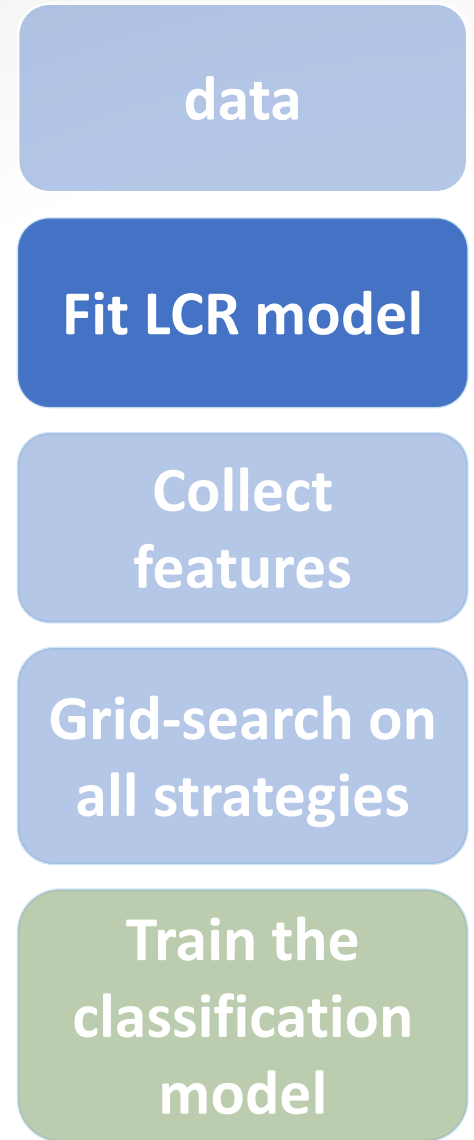 data
Fit LCR model
Collect
features
Grid-search on
all strategies
Train the
classification
model